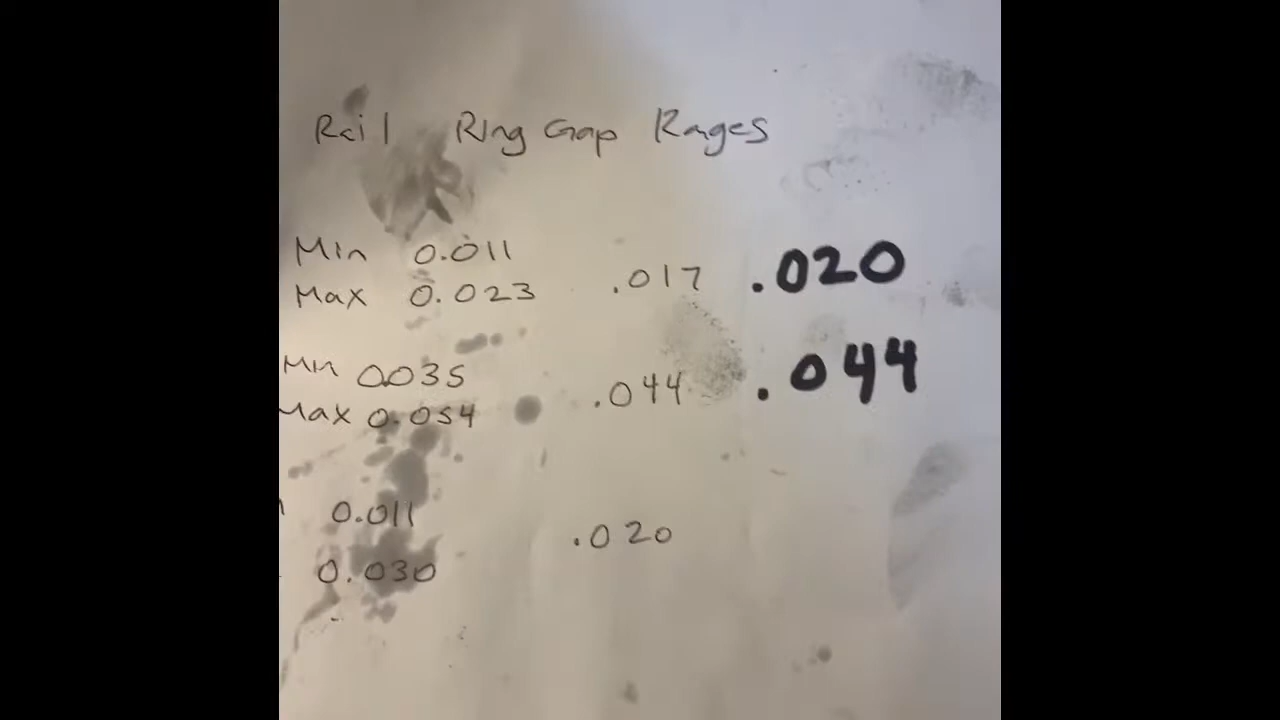 Rail Ring Gap Rages
Min 0.011
Max 0.023 .017 .020
Min 0.035
Max 0.054 .044 .044
0.011
0.030 .020